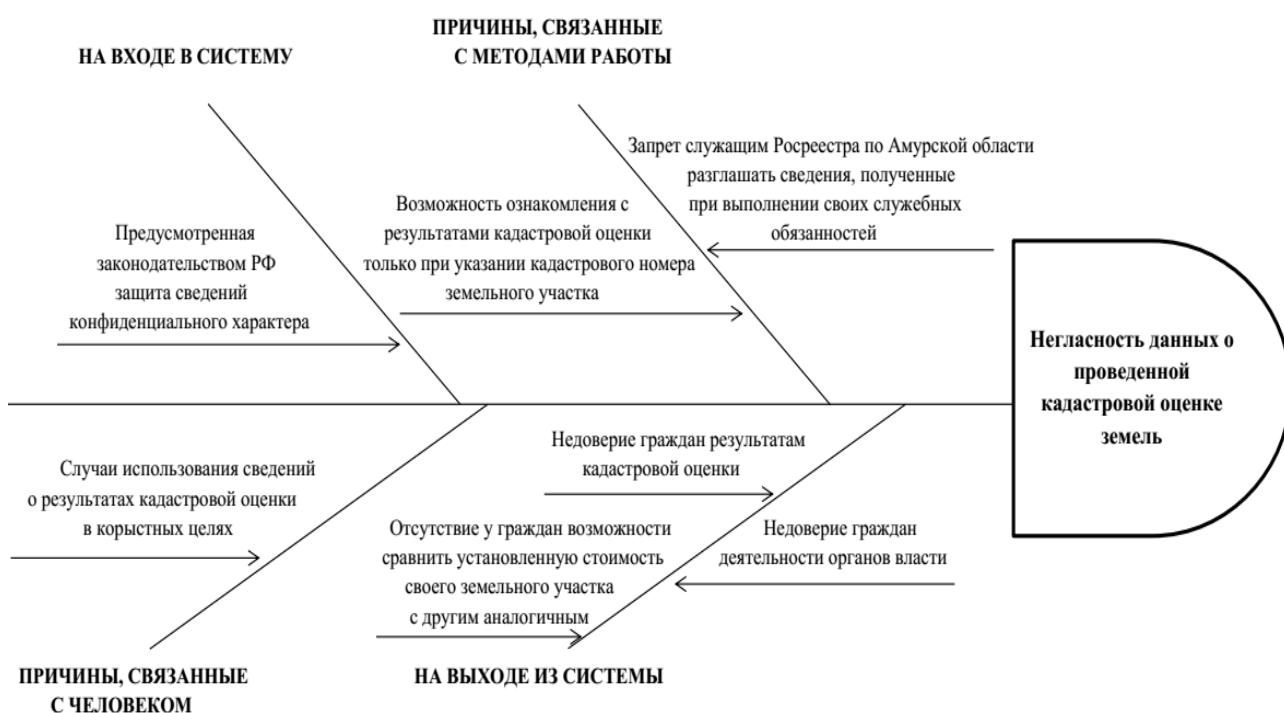 НА ВХОДЕ В СИСТЕМУ
ПРИЧИНЫ, СВЯЗАННЫЕ
С МЕТОДАМИ РАБОТЫ
Предусмотренная
законодательством РФ
защита сведений
конфиденциального характера
Возможность ознакомления с
результатами кадастровой оценки
только при указании кадастрового номера
земельного участка
Запрет служащим Росреестра по Амурской области
разглашать сведения, полученные
при выполнении своих служебных
обязанностей
Негласность данных о
проведенной
кадастровой оценке
земель
Случаи использования сведений
о результатах кадастровой оценки
в корыстных целях
Недоверие граждан результатам
кадастровой оценки
Отсутствие у граждан возможности
сравнить установленную стоимость
своего земельного участка
с другим аналогичным
Недоверие граждан
деятельности органов власти
ПРИЧИНЫ, СВЯЗАННЫЕ
С ЧЕЛОВЕКОМ
НА ВЫХОДЕ ИЗ СИСТЕМЫ